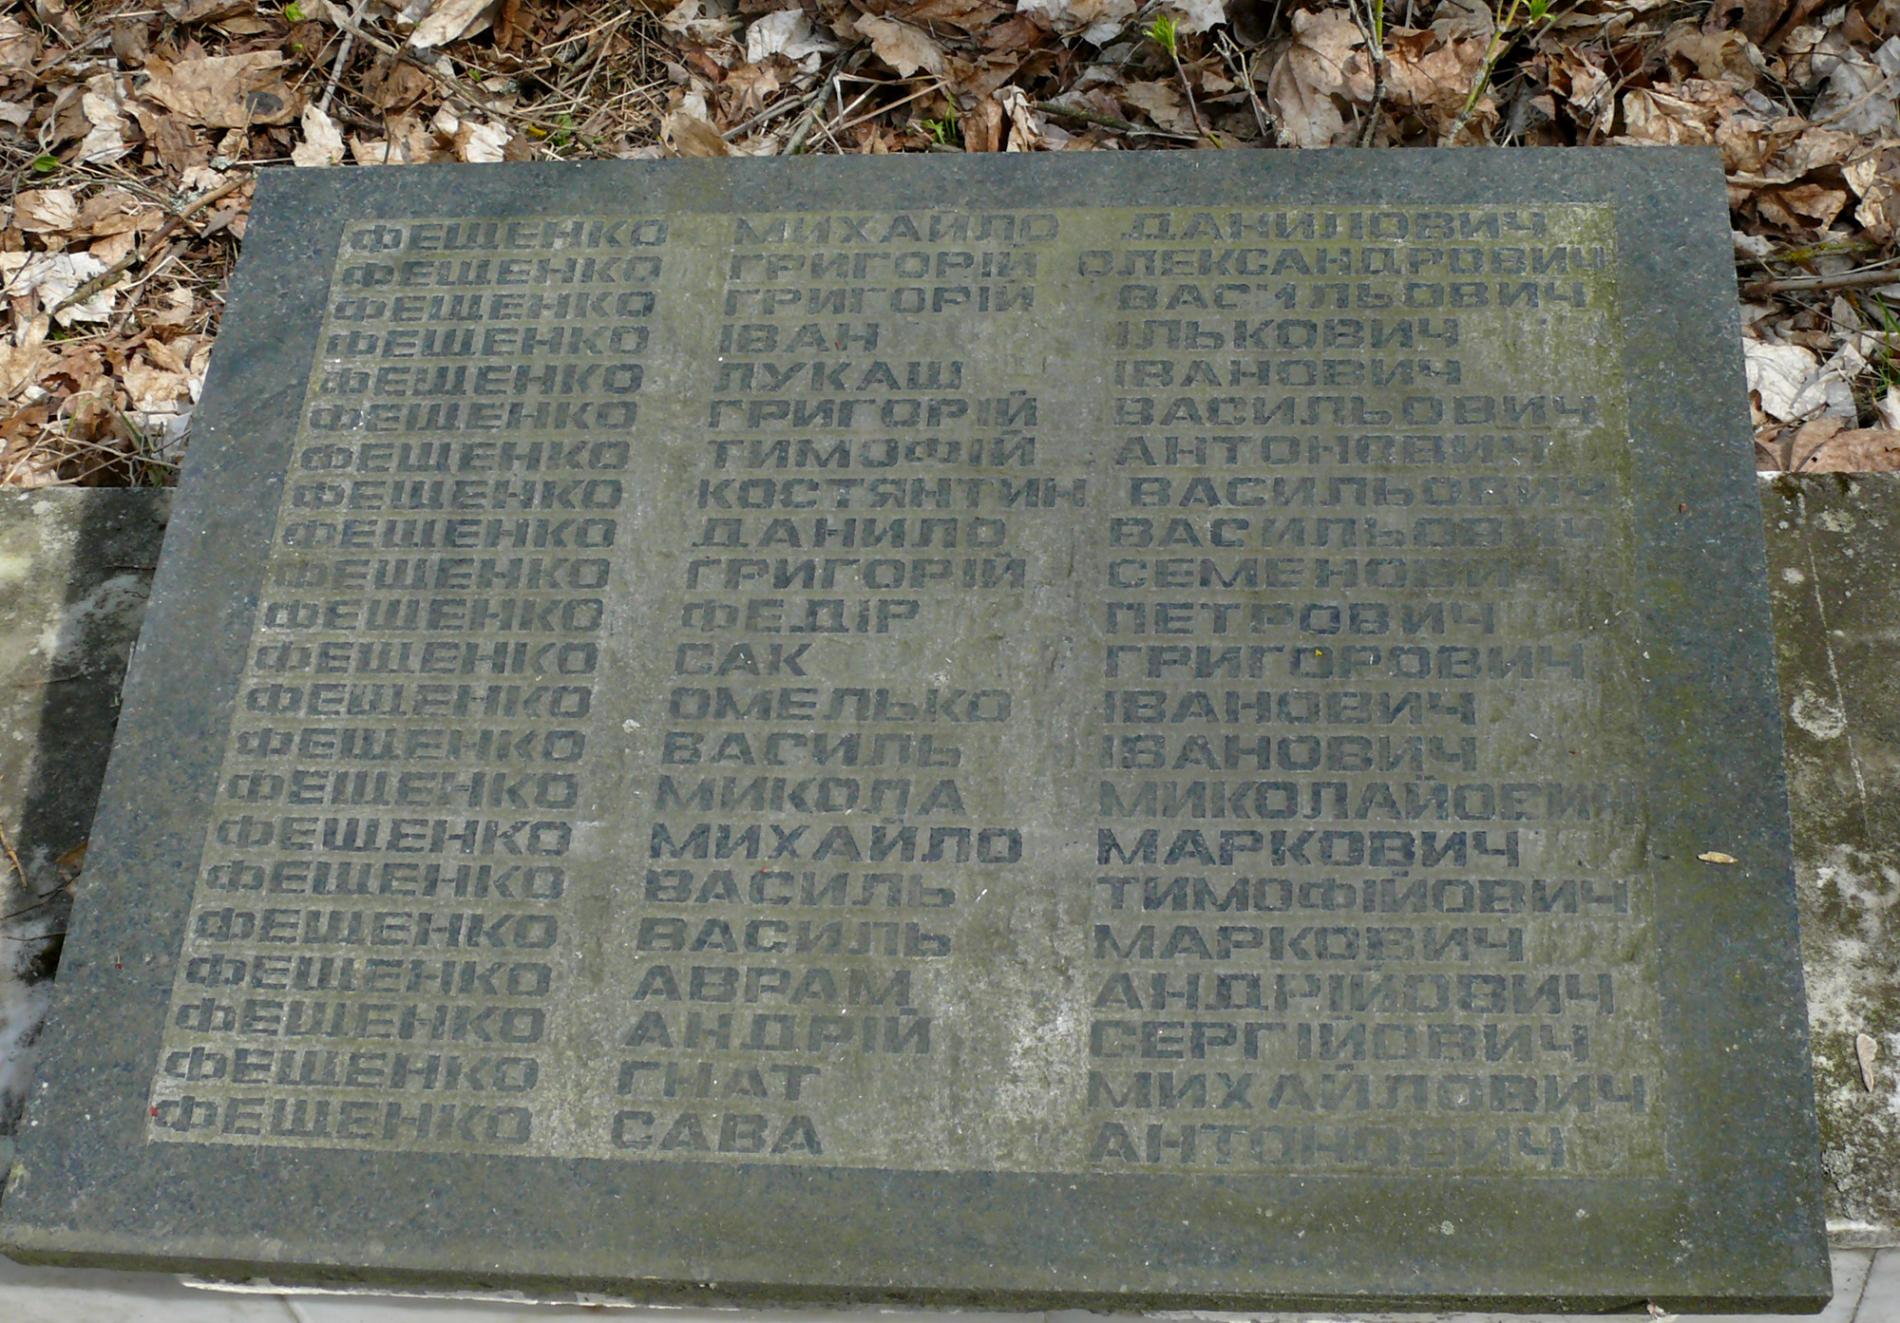 ФЕЩЕНКО МИХАЙЛО ДАНИЛОВИЧ
ФЕЩЕНКО ГРИГОРІЙ ОЛЕКСАНДРОВИЧ
ФЕЩЕНКО ГРИГОРІЙ ВАСИЛЬОВИЧ
ФЕЩЕНКО ІВАН ІЛЬКОВИЧ
ФЕЩЕНКО ЛУКАШ ІВАНОВИЧ
ФЕЩЕНКО ГРИГОРІЙ ВАСИЛЬОВИЧ
ФЕЩЕНКО ТИМОФІЙ АНТОНОВИЧ
ФЕЩЕНКО КОСТЯНТИН ВАСИЛЬОВИЧ
ФЕЩЕНКО ДАНИЛО ВАСИЛЬОВИЧ
ФЕЩЕНКО ГРИГОРІЙ СЕМЕНОВИЧ
ФЕЩЕНКО ФЕДІР ПЕТРОВИЧ
ФЕЩЕНКО САК ГРИГОРОВИЧ
ФЕЩЕНКО ОМЕЛЬКО ІВАНОВИЧ
ФЕЩЕНКО ВАСИЛЬ ІВАНОВИЧ
ФЕЩЕНКО МИКОЛА МИКОЛАЙОВИЧ
ФЕЩЕНКО МИХАЙЛО МАРКОВИЧ
ФЕЩЕНКО ВАСИЛЬ ТИМОФІЙОВИЧ
ФЕЩЕНКО ВАСИЛЬ МАРКОВИЧ
ФЕЩЕНКО АВРАМ АНДРІЙОВИЧ
ФЕЩЕНКО АНДРІЙ СЕРГІЙОВИЧ
ФЕЩЕНКО ГНАТ МИХАЙЛОВИЧ
ФЕЩЕНКО САВА АНТОНОВИЧ